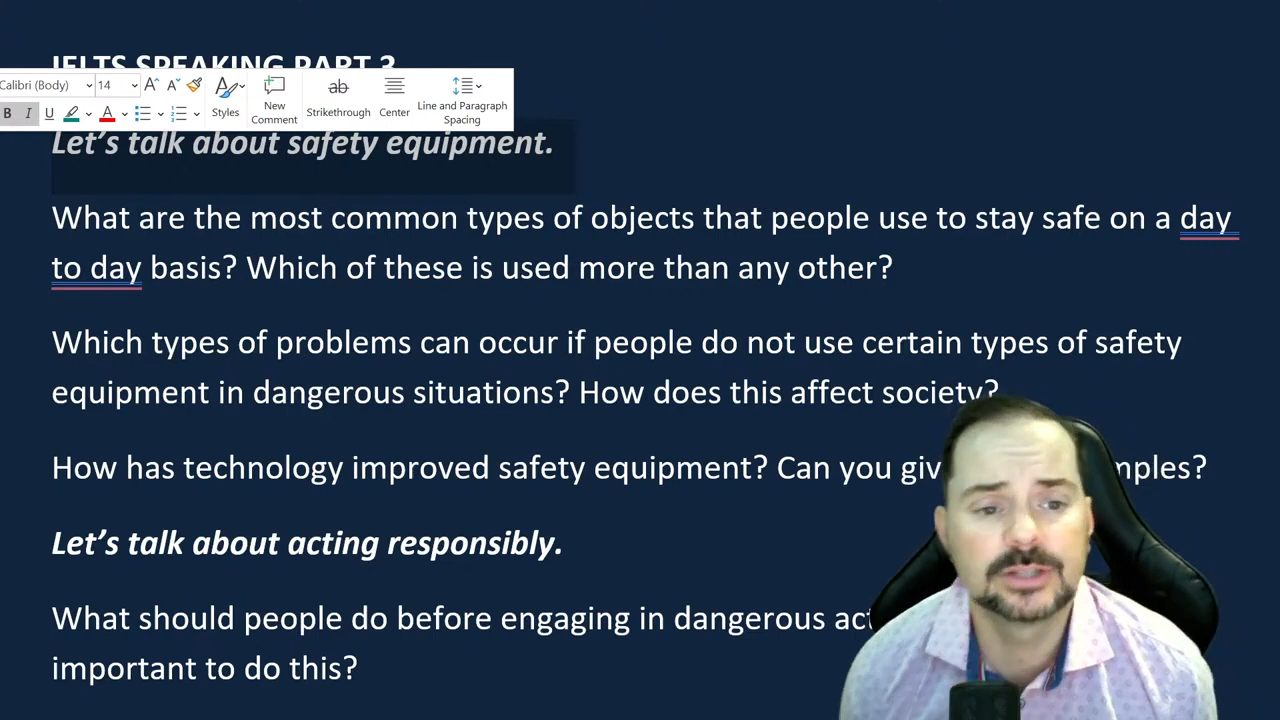 IELTS SPEAKING PART 3
Calibri (Body) 14
Styles
New Comment
Strikethrough
Center
Line and Paragraph Spacing
B I U
Let's talk about safety equipment.
What are the most common types of objects that people use to stay safe on a day
to day basis? Which of these is used more than any other?
Which types of problems can occur if people do not use certain types of safety
equipment in dangerous situations? How does this affect society?
How has technology improved safety equipment? Can you
Let's talk about acting responsibly.
What should people do before engaging in dangerous
important to do this?